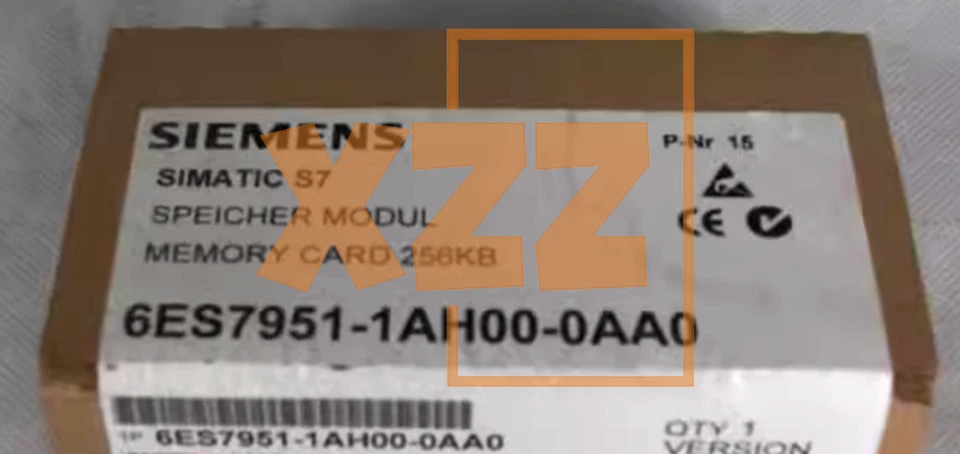 SIEMENS
P-Nr 15
SIMATIC S7
SPEICHER MODUL
MEMORY CARD 256KB
XZZ
6ES7951-1AH00-0AA0
1P 6ES7951-1AH00-0AA0
QTY 1
VERSION